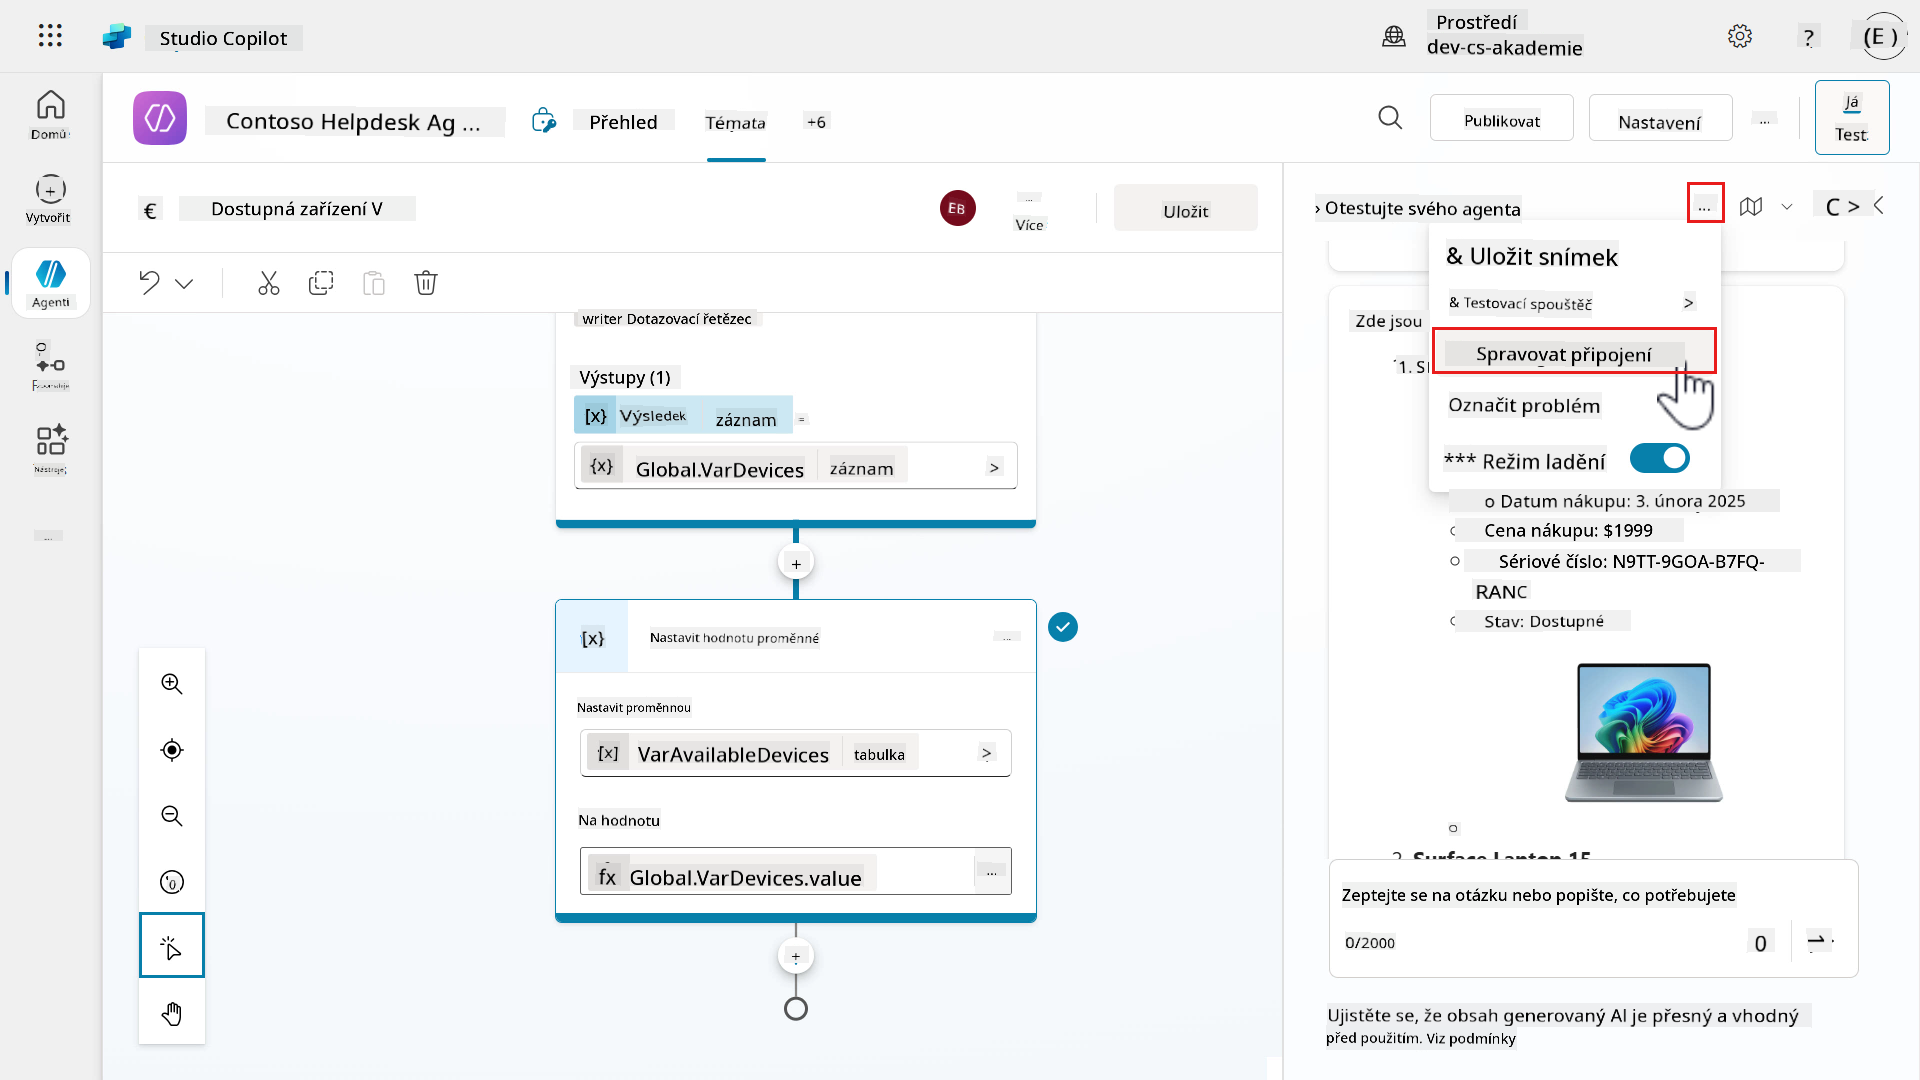 Studio Copilot
Prostředí
dev-cs-akademie
?
(E )
Domů
Vytvořit
Agenti
Nástroje
...
Contoso Helpdesk Ag ...
Přehled
Témata
+6
Publikovat
Nastavení
...
Já
Test
€
Dostupná zařízení V
EB
...
Více
Uložit
writer Dotazovací řetězec
Výstupy (1)
[x} Výsledek záznam =
{x} Global.VarDevices záznam >
+
[x} Nastavit hodnotu proměnné ...
Nastavit proměnnou
[x] VarAvailableDevices tabulka >
Na hodnotu
fx Global.VarDevices.value ...
+
› Otestujte svého agenta
...
C >
& Uložit snímek
& Testovací spouštěč >
Spravovat připojení
Označit problém
*** Režim ladění
Zde jsou
o Datum nákupu: 3. února 2025
Cena nákupu: $1999
Sériové číslo: N9TT-9GOA-B7FQ-
RANC
Stav: Dostupné
2. Surface Laptop 15
Zeptejte se na otázku nebo popište, co potřebujete
0/2000
0
Ujistěte se, že obsah generovaný AI je přesný a vhodný
před použitím. Viz podmínky